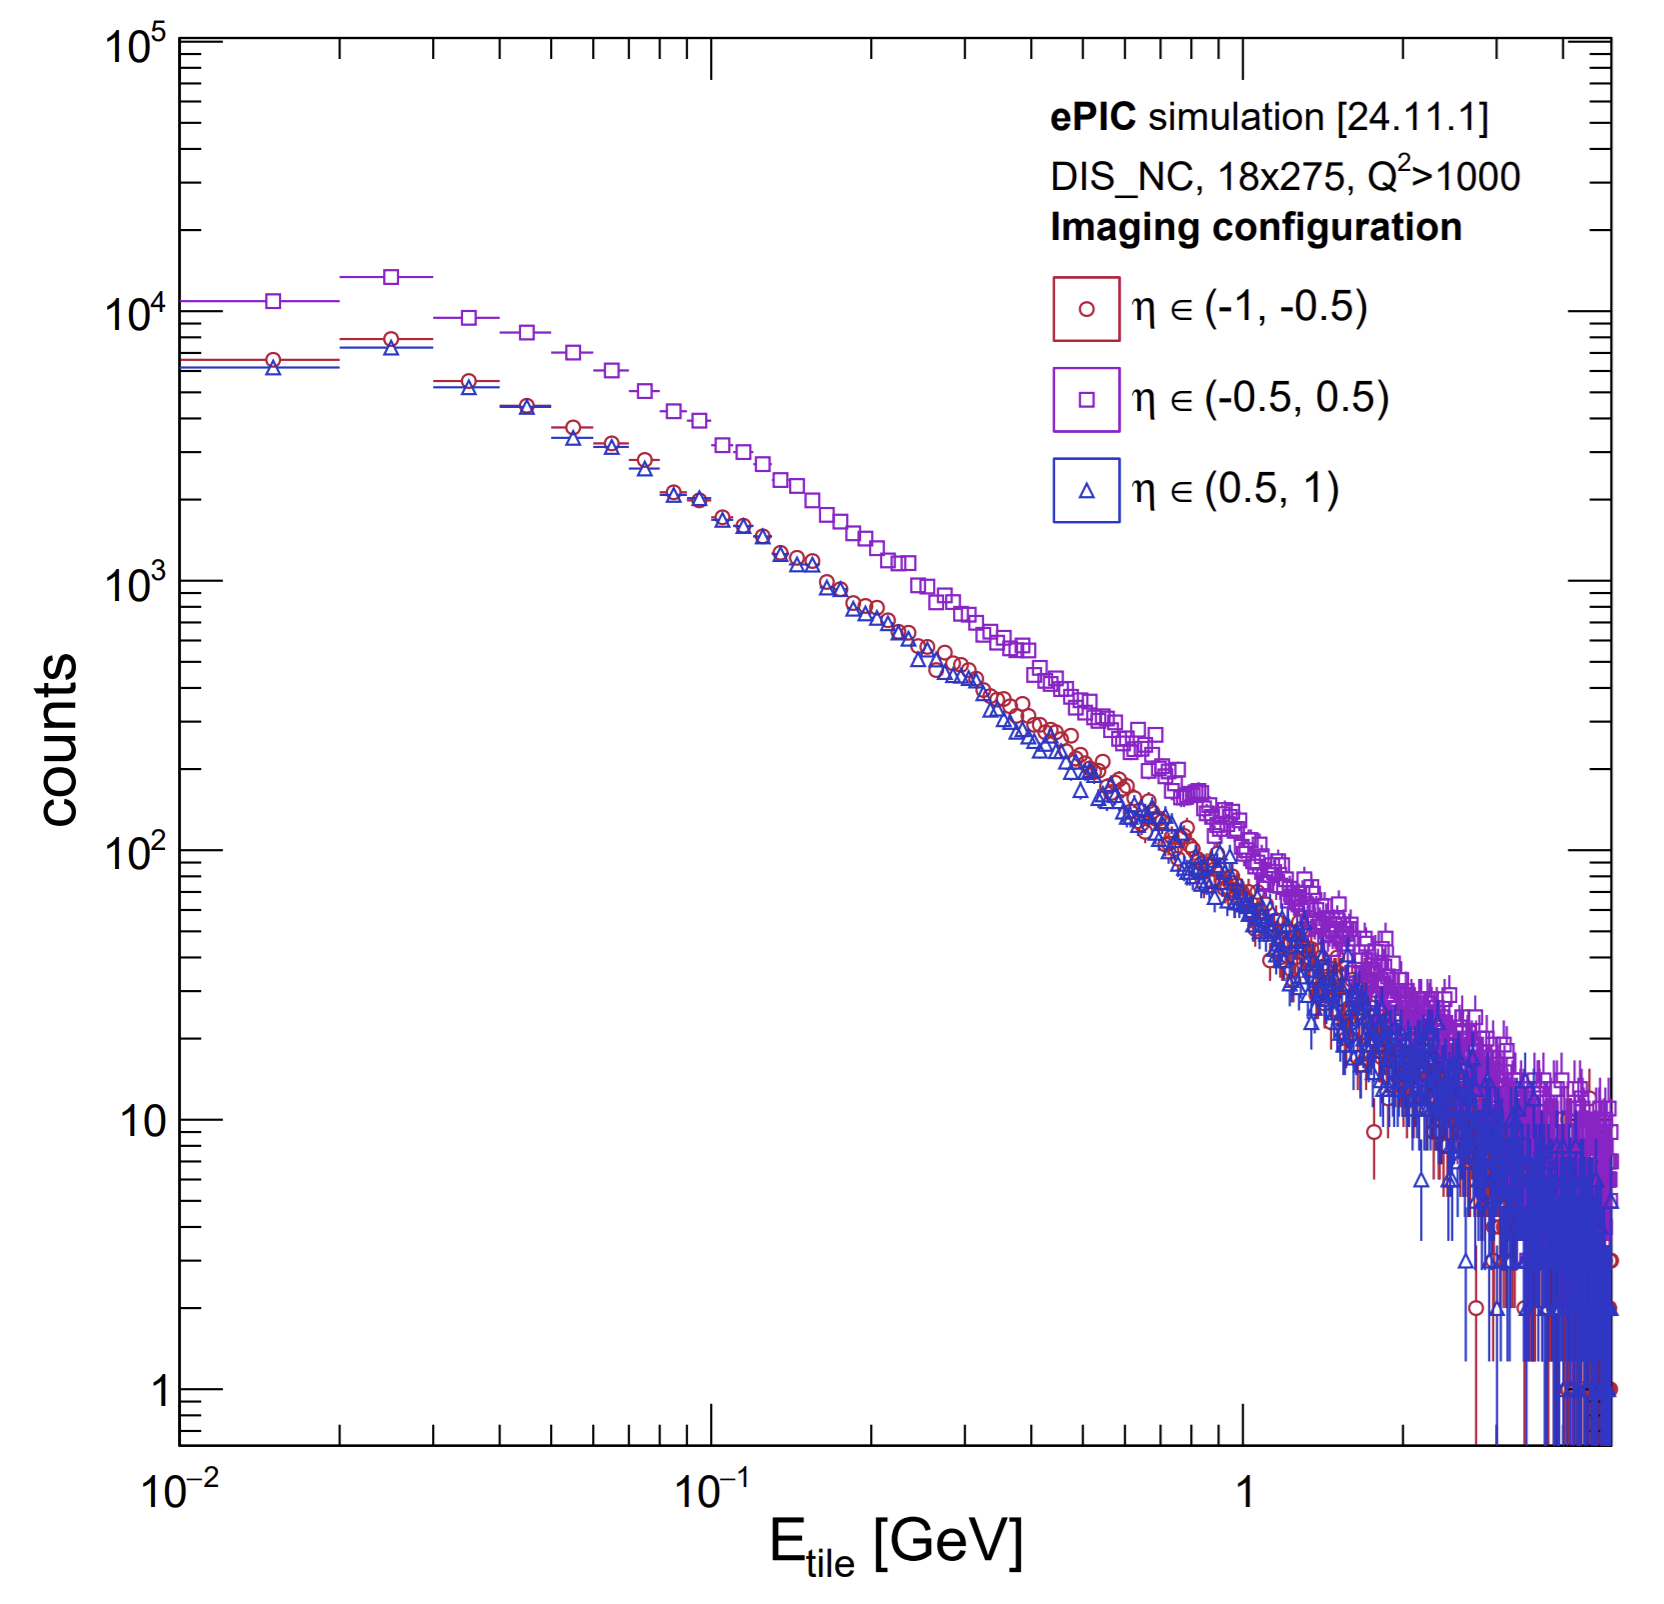 10⁵
10⁴
10³
10²
10
1
counts
ePIC simulation [24.11.1]
DIS_NC, 18x275, Q²>1000
Imaging configuration
η ∈ (-1, -0.5)
η ∈ (-0.5, 0.5)
η ∈ (0.5, 1)
10⁻² 10⁻¹ 1
E_tile [GeV]